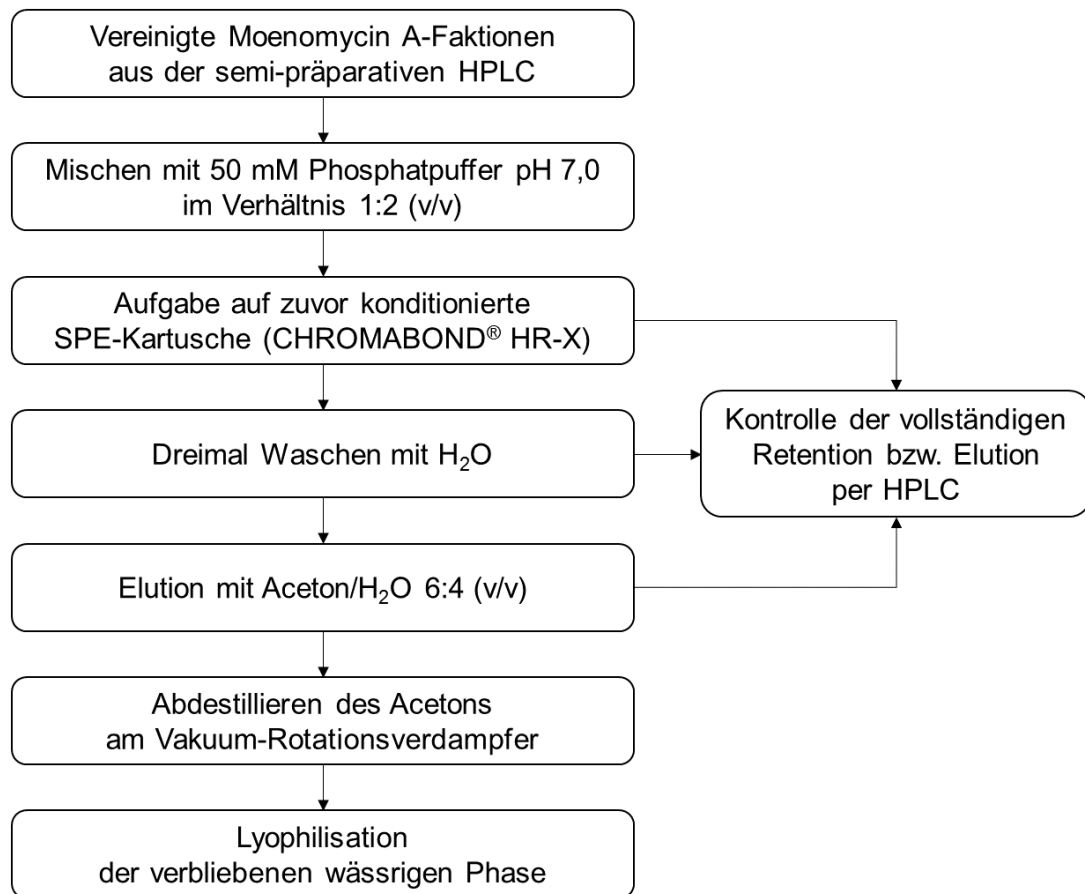 Vereinigte Moenomycin A-Faktionen
aus der semi-präparativen HPLC
Mischen mit 50 mM Phosphatpuffer pH 7,0
im Verhältnis 1:2 (v/v)
Aufgabe auf zuvor konditionierte
SPE-Kartusche (CHROMABOND® HR-X)
Dreimal Waschen mit H₂O
Kontrolle der vollständigen
Retention bzw. Elution
per HPLC
Elution mit Aceton/H₂O 6:4 (v/v)
Abdestillieren des Acetons
am Vakuum-Rotationsverdampfer
Lyophilisation
der verbliebenen wässrigen Phase